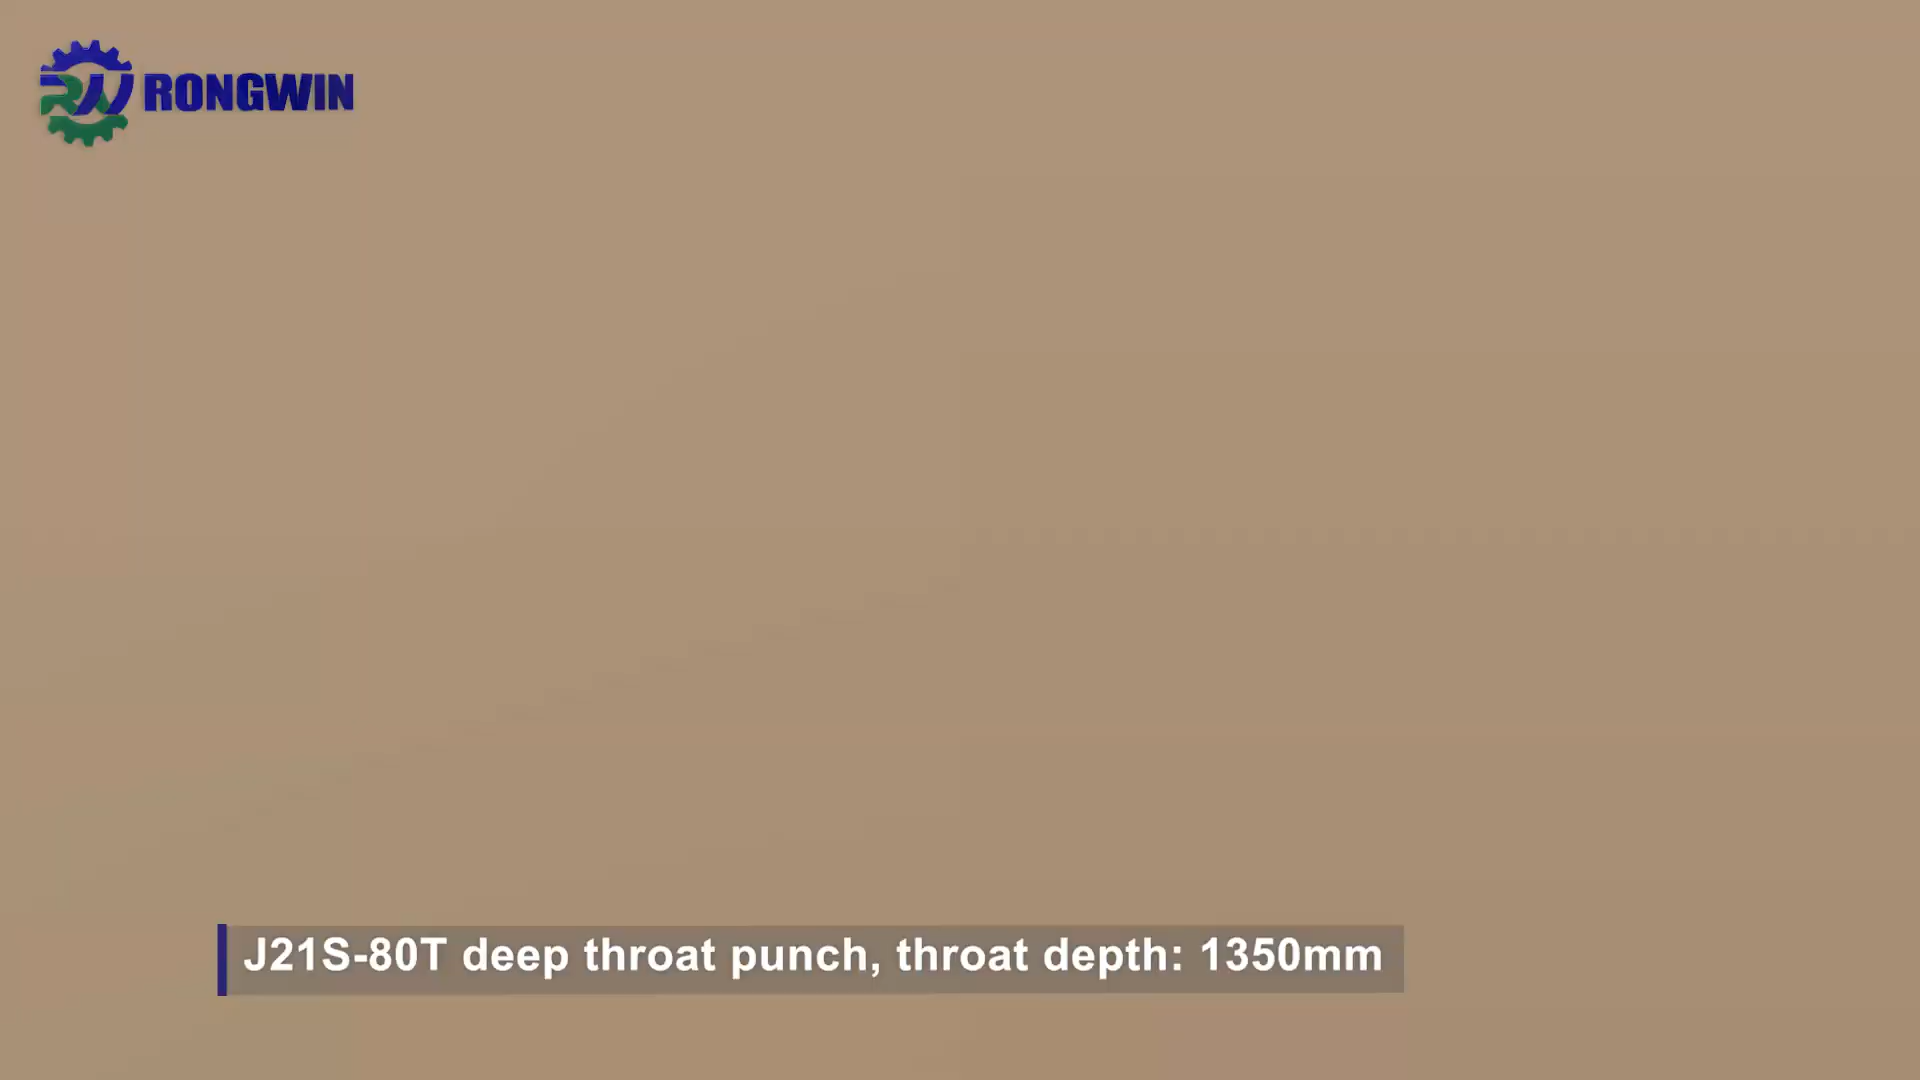 RONGWIN
J21S-80T deep throat punch, throat depth: 1350mm